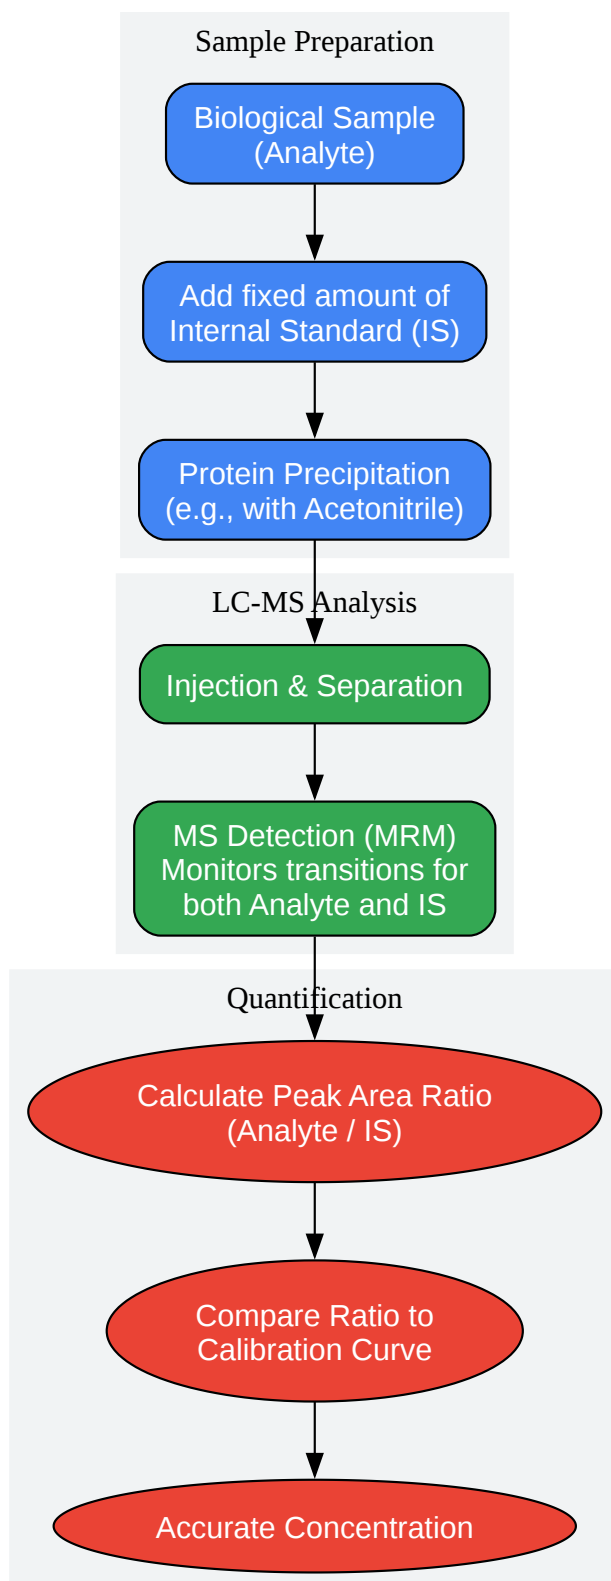 Sample Preparation
Biological Sample
(Analyte)
Add fixed amount of
Internal Standard (IS)
Protein Precipitation
(e.g., with Acetonitrile)
LC-MS Analysis
Injection & Separation
MS Detection (MRM)
Monitors transitions for
both Analyte and IS
Quantification
Calculate Peak Area Ratio
(Analyte / IS)
Compare Ratio to
Calibration Curve
Accurate Concentration